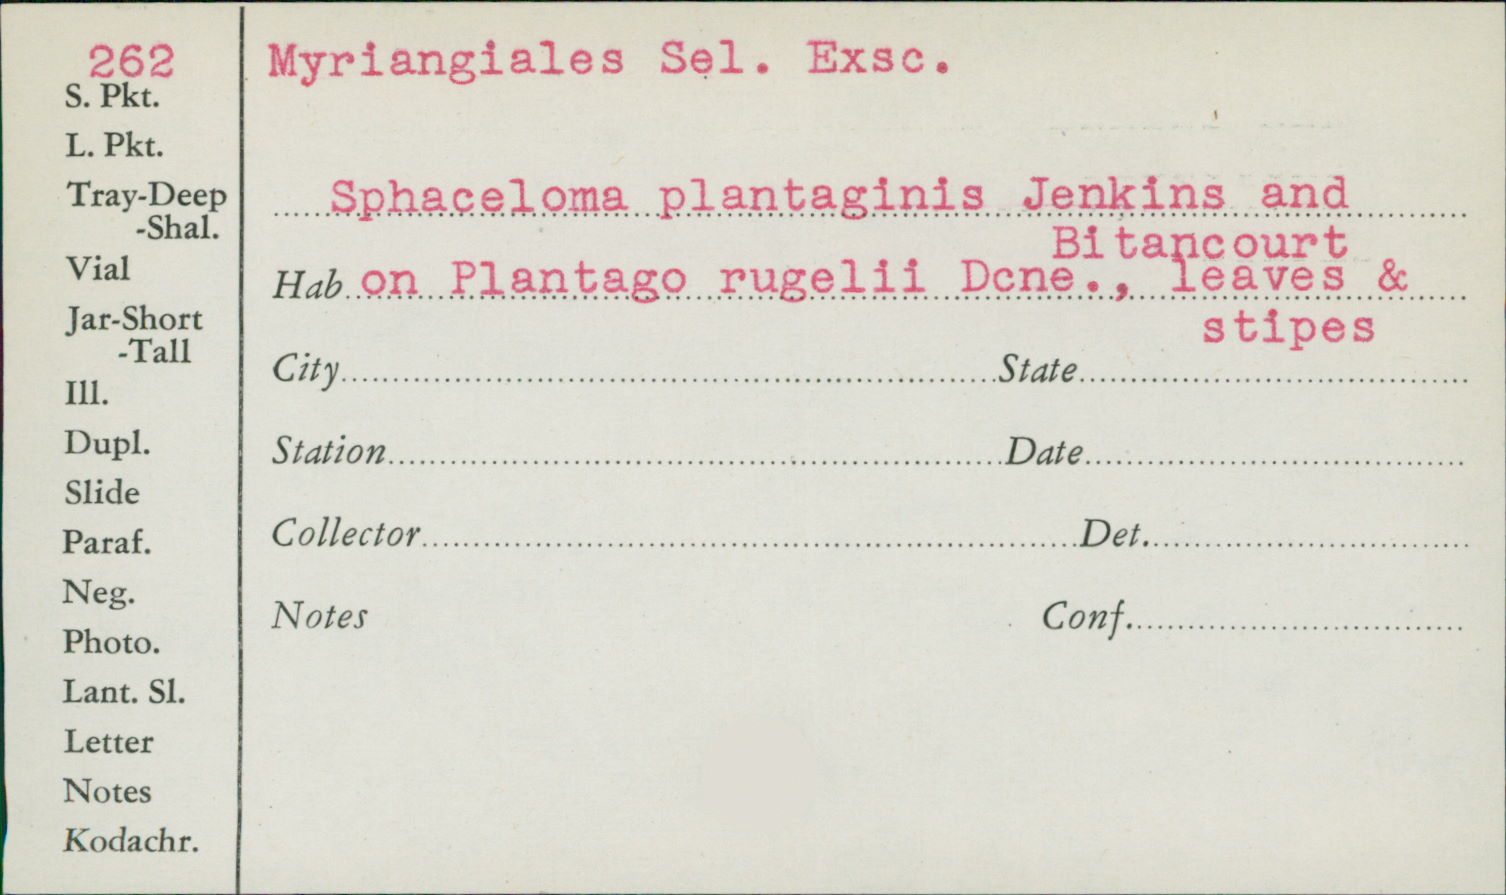 262
S. Pkt.
L. Pkt.
Tray-Deep
-Shal.
Vial
Jar-Short
-Tall
Ill.
Dupl.
Slide
Paraf.
Neg.
Photo.
Lant. Sl.
Letter
Notes
Kodachr.
Myriangiales Sel. Exsc.
Sphaceloma plantaginis Jenkins and
Bitancourt
Hab on Plantago rugelii Dcne., leaves &
stipes
City State
Station Date
Collector Det.
Notes Conf.